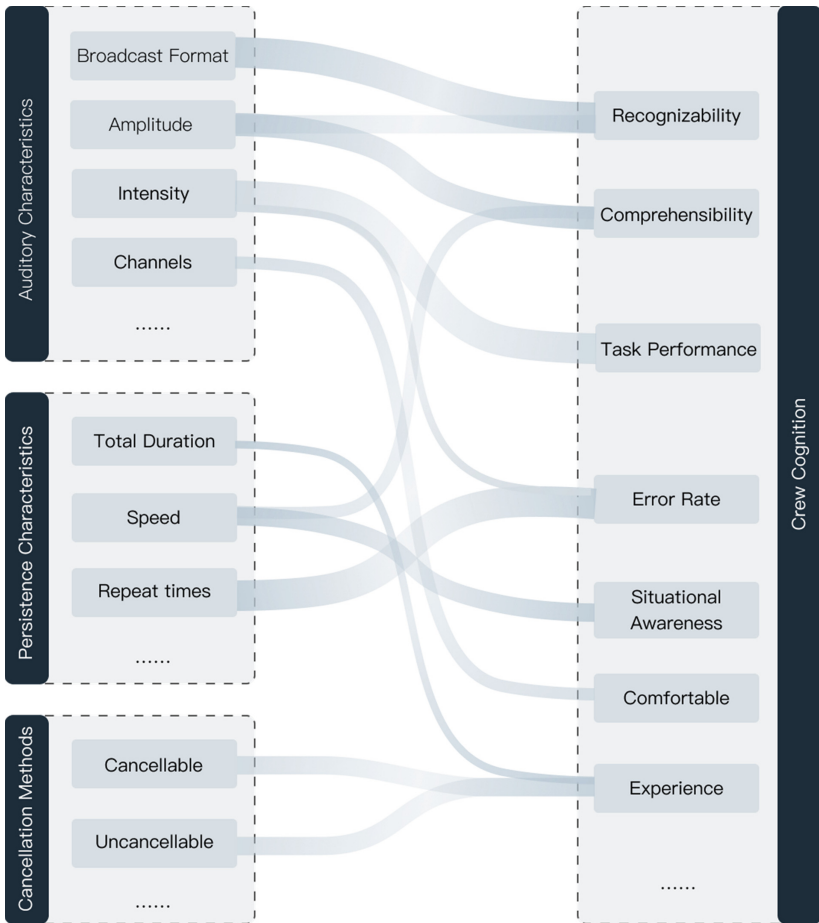 Auditory Characteristics
Broadcast Format
Amplitude
Intensity
Channels
......
Persistence Characteristics
Total Duration
Speed
Repeat times
......
Cancellation Methods
Cancellable
Uncancellable
......
Recognizability
Comprehensibility
Task Performance
Error Rate
Situational
Awareness
Comfortable
Experience
......
Crew Cognition